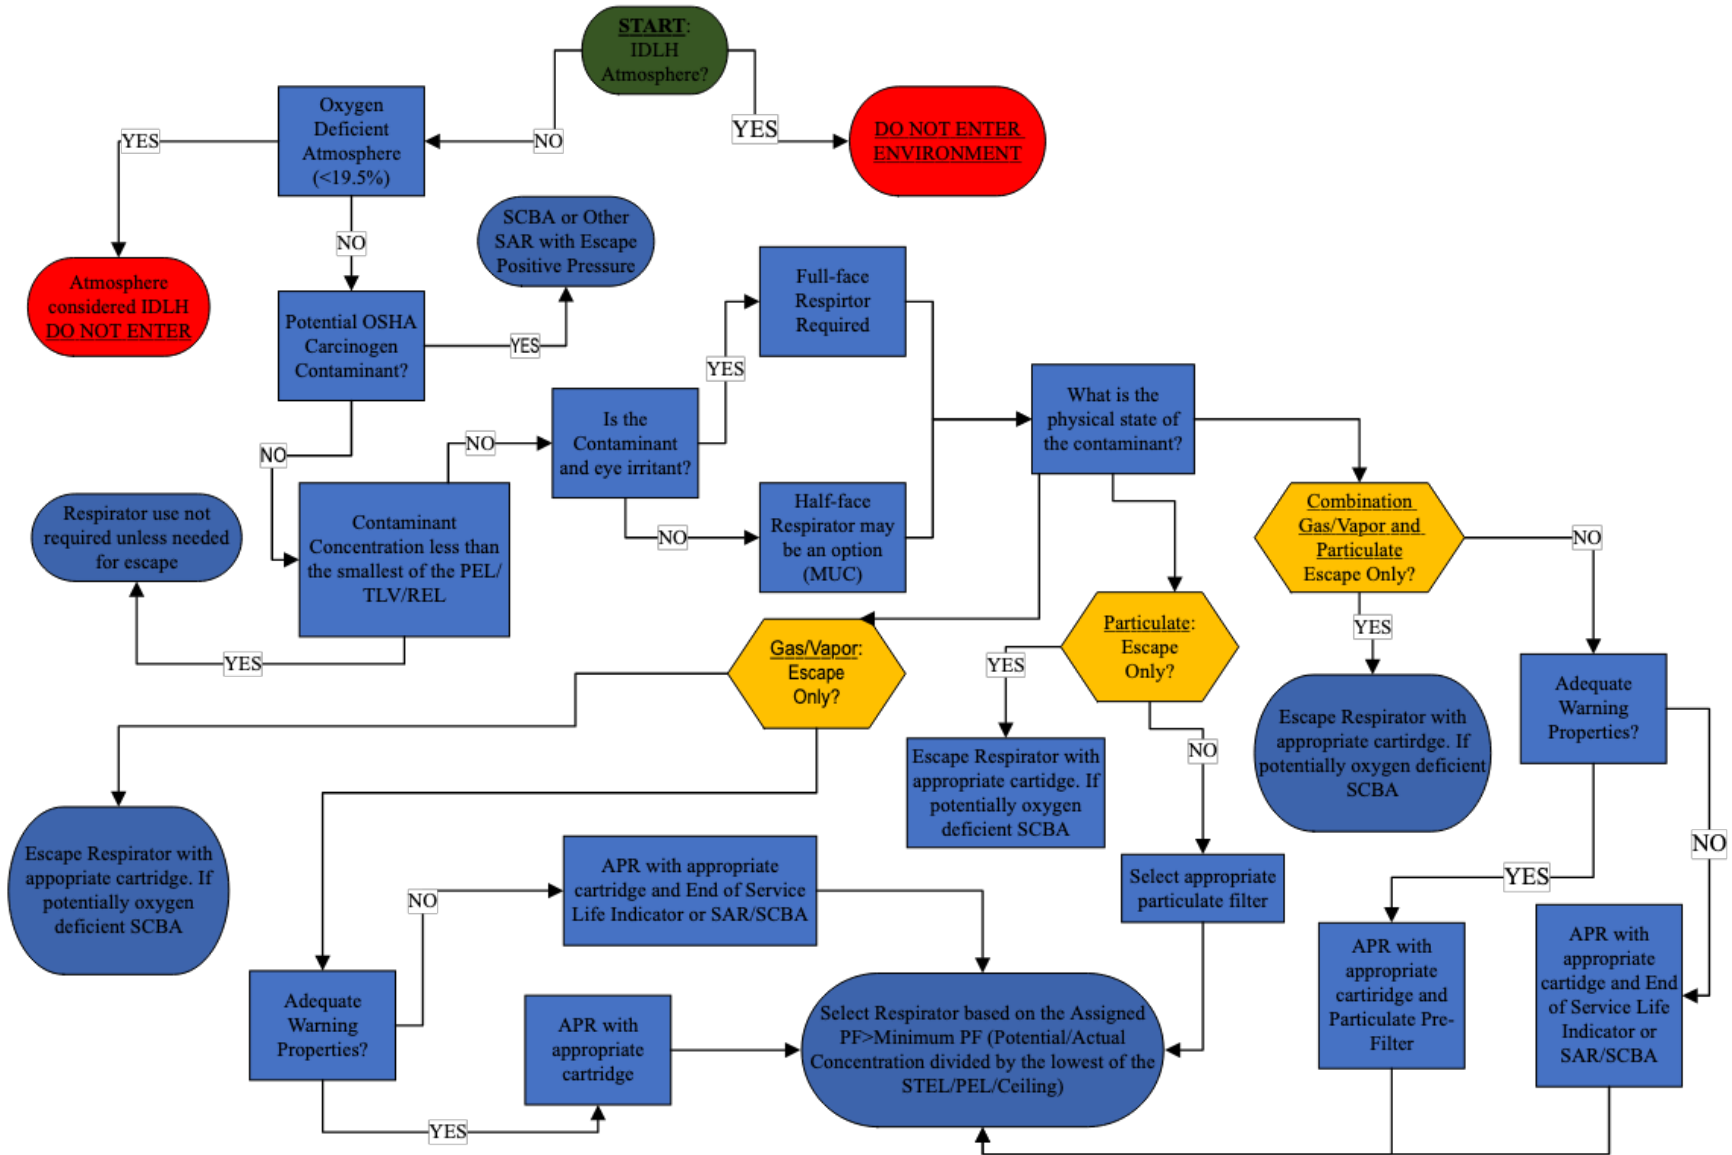 START:
IDLH
Atmosphere?
NO
YES
DO NOT ENTER
ENVIRONMENT
Oxygen
Deficient
Atmosphere
(<19.5%)
YES
NO
Atmosphere
considered IDLH
DO NOT ENTER
SCBA or Other
SAR with Escape
Positive Pressure
Potential OSHA
Carcinogen
Contaminant?
YES
NO
Contaminant
Concentration less than
the smallest of the PEL/
TLV/REL
YES
Respirator use not
required unless needed
for escape
NO
Is the
Contaminant
and eye irritant?
YES
Full-face
Respirtor
Required
NO
Half-face
Respirator may
be an option
(MUC)
What is the
physical state of
the contaminant?
Gas/Vapor:
Escape
Only?
Escape Respirator with
appopriate cartridge. If
potentially oxygen
deficient SCBA
Adequate
Warning
Properties?
NO
APR with appropriate
cartridge and End of Service
Life Indicator or SAR/SCBA
YES
APR with
appropriate
cartridge
Particulate:
Escape
Only?
YES
Escape Respirator with
appropriate cartidge. If
potentially oxygen
deficient SCBA
NO
Select appropriate
particulate filter
Combination
Gas/Vapor and
Particulate
Escape Only?
YES
Escape Respirator with
appropriate cartirdge. If
potentially oxygen deficient
SCBA
NO
Adequate
Warning
Properties?
YES
APR with
appropriate
cartiridge and
Particulate Pre-
Filter
NO
APR with
appropriate
cartidge and End
of Service Life
Indicator or
SAR/SCBA
Select Respirator based on the Assigned
PF>Minimum PF (Potential/Actual
Concentration divided by the lowest of the
STEL/PEL/Ceiling)